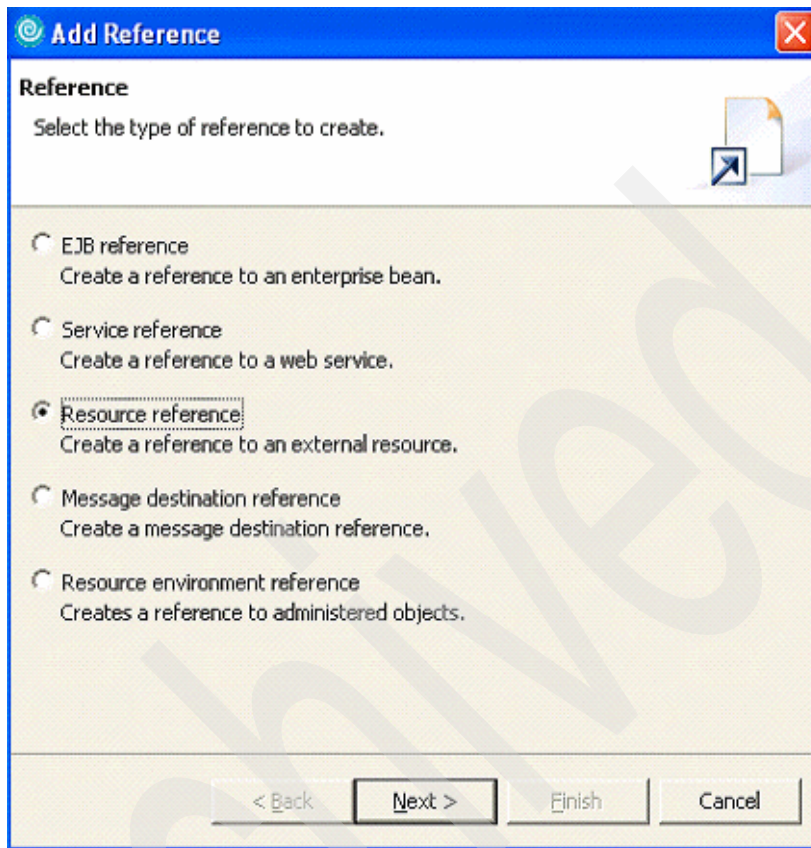 Add Reference
Reference
Select the type of reference to create.
EJB reference
Create a reference to an enterprise bean.
Service reference
Create a reference to a web service.
Resource reference
Create a reference to an external resource.
Message destination reference
Create a message destination reference.
Resource environment reference
Creates a reference to administered objects.
< Back Next > Finish Cancel